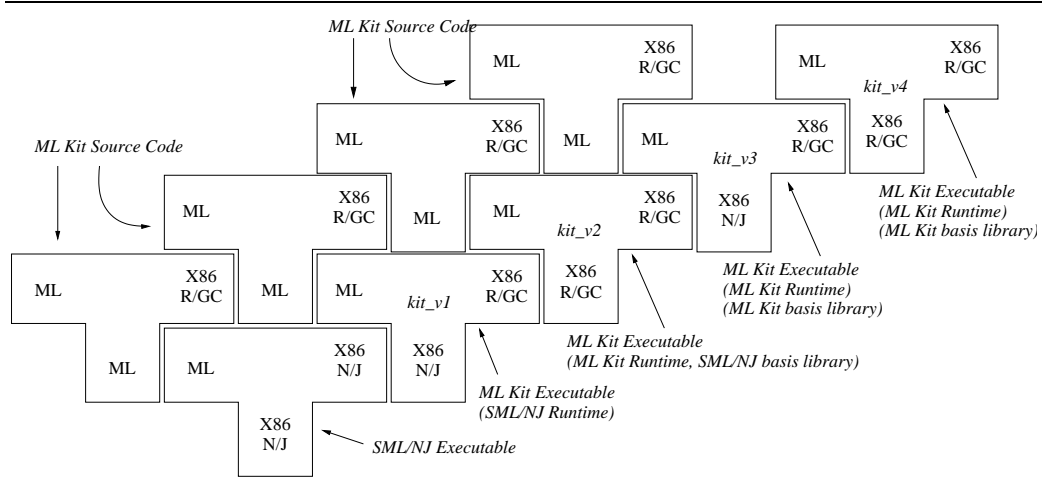 ML Kit Source Code
ML
X86
R/GC
ML
X86
R/GC
kit_v4
X86
R/GC
ML
ML
X86
R/GC
ML
X86
R/GC
kit_v3
X86
N/J
ML Kit Source Code
ML
ML
X86
R/GC
ML
X86
R/GC
kit_v2
X86
R/GC
ML Kit Executable
(ML Kit Runtime)
(ML Kit basis library)
ML
ML
X86
R/GC
ML
X86
R/GC
kit_v1
X86
N/J
ML Kit Executable
(ML Kit Runtime)
(ML Kit basis library)
ML
ML
X86
N/J
ML Kit Executable
(ML Kit Runtime, SML/NJ basis library)
ML Kit Executable
(SML/NJ Runtime)
X86
N/J
SML/NJ Executable